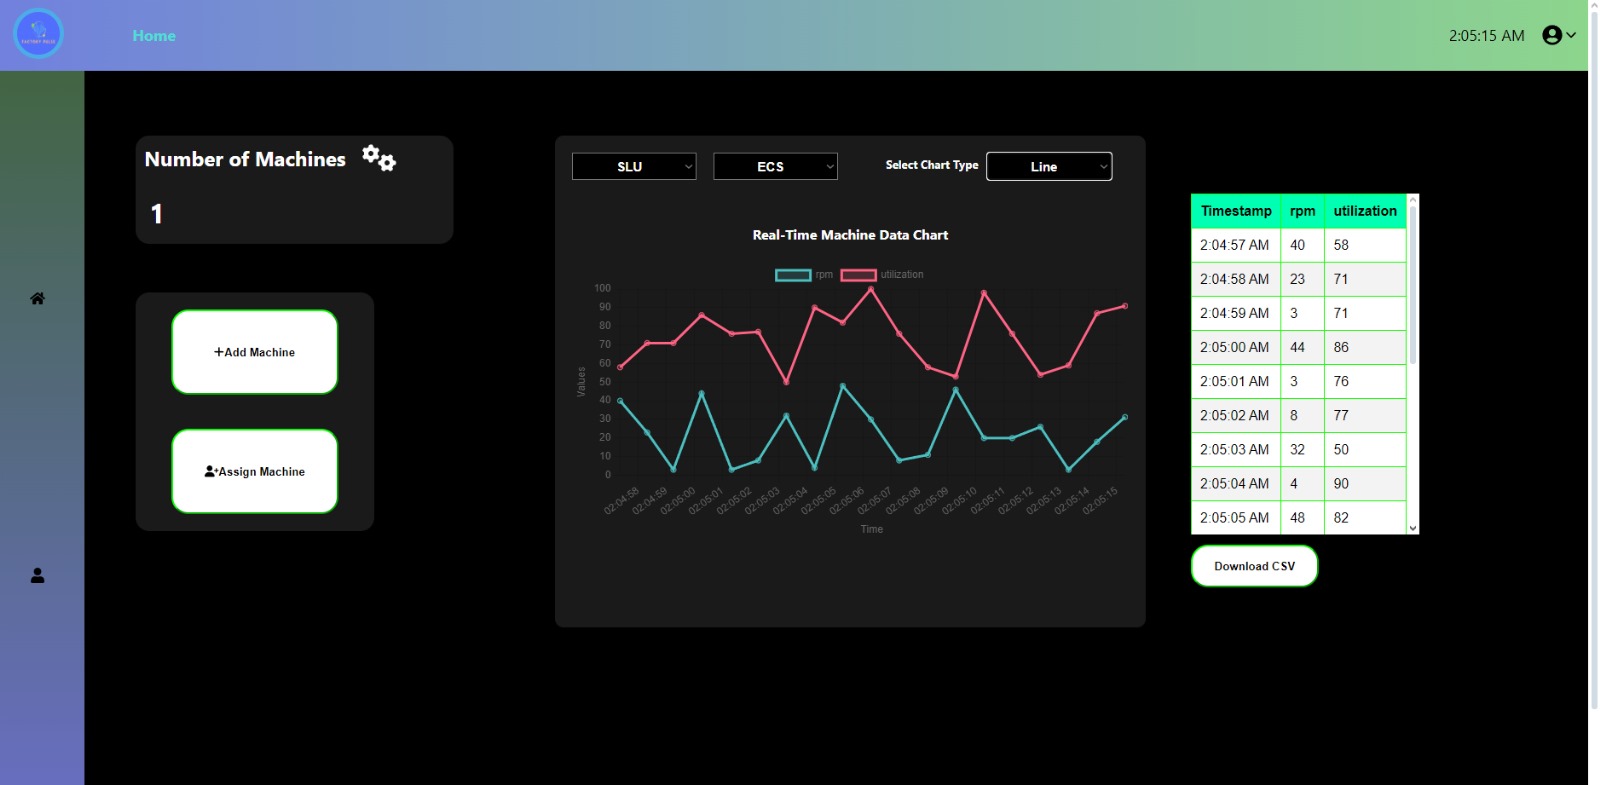 FACTORY PULSE
Home
2:05:15 AM
Number of Machines
1
Add Machine
Assign Machine
SLU
ECS
Select Chart Type
Line
Real-Time Machine Data Chart
rpm
utilization
100
90
80
70
60
50
40
30
20
10
0
Values
02:04:58
02:04:59
02:05:00
02:05:01
02:05:02
02:05:03
02:05:04
02:05:05
02:05:06
02:05:07
02:05:08
02:05:09
02:05:10
02:05:11
02:05:12
02:05:13
02:05:14
02:05:15
Time
Timestamp rpm utilization
2:04:57 AM 40 58
2:04:58 AM 23 71
2:04:59 AM 3 71
2:05:00 AM 44 86
2:05:01 AM 3 76
2:05:02 AM 8 77
2:05:03 AM 32 50
2:05:04 AM 4 90
2:05:05 AM 48 82
Download CSV